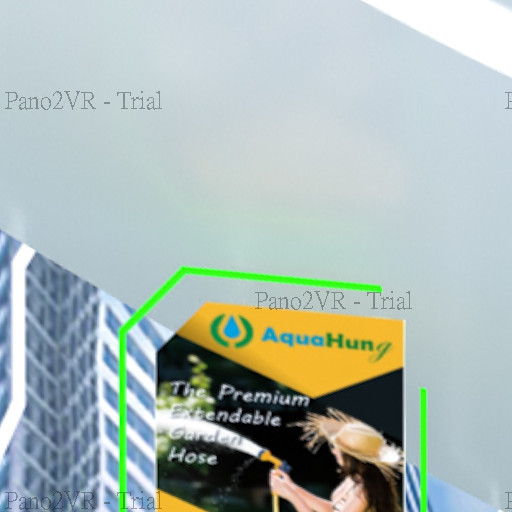 Pano2VR - Trial
P
Pano2VR - Trial
AquaHung
The Premium
Extendable
Garden
Hose
Pano2VR - Trial
P